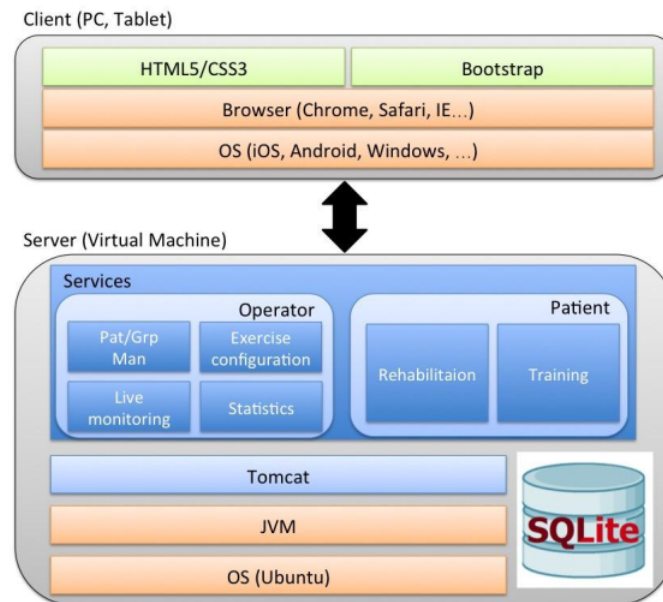 Client (PC, Tablet)
HTML5/CSS3
Bootstrap
Browser (Chrome, Safari, IE...)
OS (iOS, Android, Windows, ...)
Server (Virtual Machine)
Services
Operator
Patient
Pat/Grp
Man
Exercise
configuration
Rehabilitaion
Training
Live
monitoring
Statistics
Tomcat
JVM
SQLite
OS (Ubuntu)